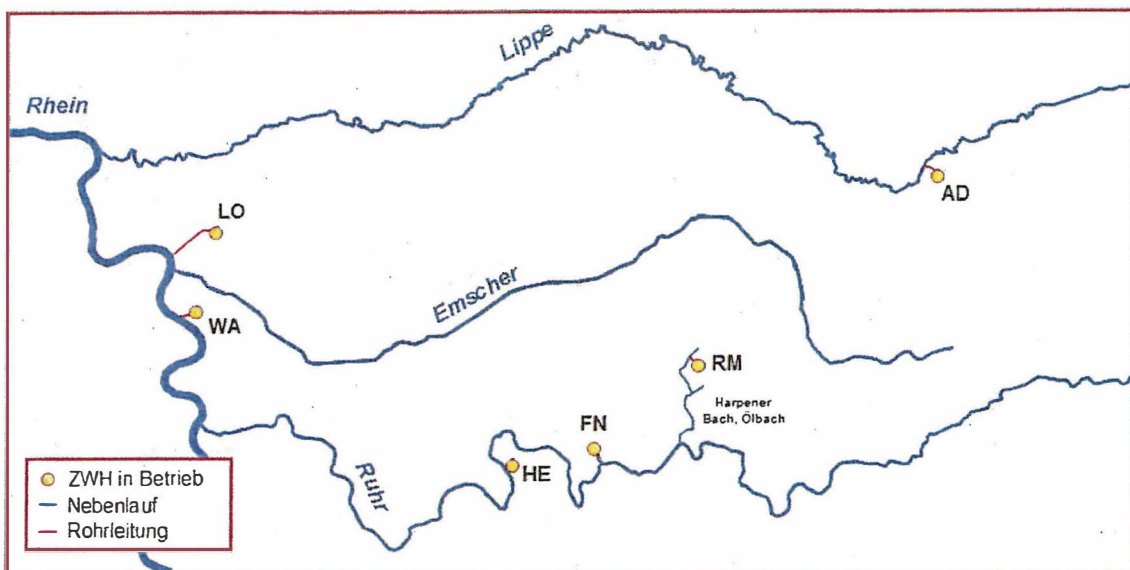 Lippe
Rhein
LO
AD
Emscher
WA
RM
Harpener
Bach, Ölbach
FN
HE
Ruhr
ZWH in Betrieb
Nebenlauf
Rohrleitung